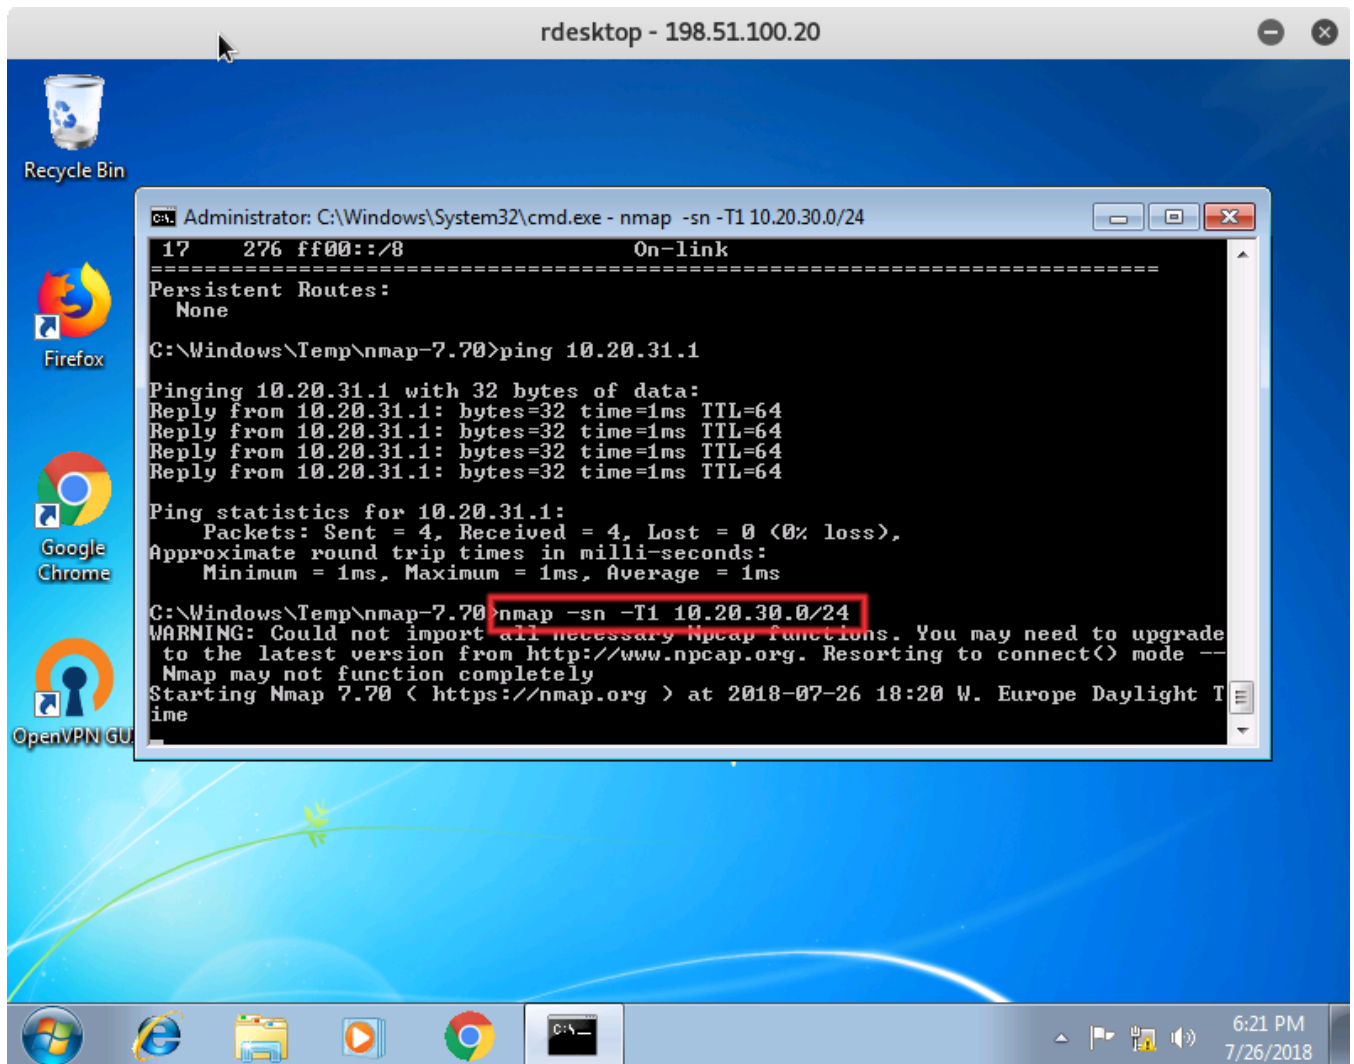 rdesktop - 198.51.100.20
Recycle Bin
Firefox
Google
Chrome
OpenVPN GU
Administrator: C:\Windows\System32\cmd.exe - nmap  -sn -T1 10.20.30.0/24
17    276 ff00::/8                On-link
===========================================================================
Persistent Routes:
  None
C:\Windows\Temp\nmap-7.70>ping 10.20.31.1
Pinging 10.20.31.1 with 32 bytes of data:
Reply from 10.20.31.1: bytes=32 time=1ms TTL=64
Reply from 10.20.31.1: bytes=32 time=1ms TTL=64
Reply from 10.20.31.1: bytes=32 time=1ms TTL=64
Reply from 10.20.31.1: bytes=32 time=1ms TTL=64
Ping statistics for 10.20.31.1:
    Packets: Sent = 4, Received = 4, Lost = 0 (0% loss),
Approximate round trip times in milli-seconds:
    Minimum = 1ms, Maximum = 1ms, Average = 1ms
C:\Windows\Temp\nmap-7.70>nmap -sn -T1 10.20.30.0/24
WARNING: Could not import all necessary Npcap functions. You may need to upgrade
 to the latest version from http://www.npcap.org. Resorting to connect() mode --
 Nmap may not function completely
Starting Nmap 7.70 ( https://nmap.org ) at 2018-07-26 18:20 W. Europe Daylight T
ime
C:\_
6:21 PM
7/26/2018